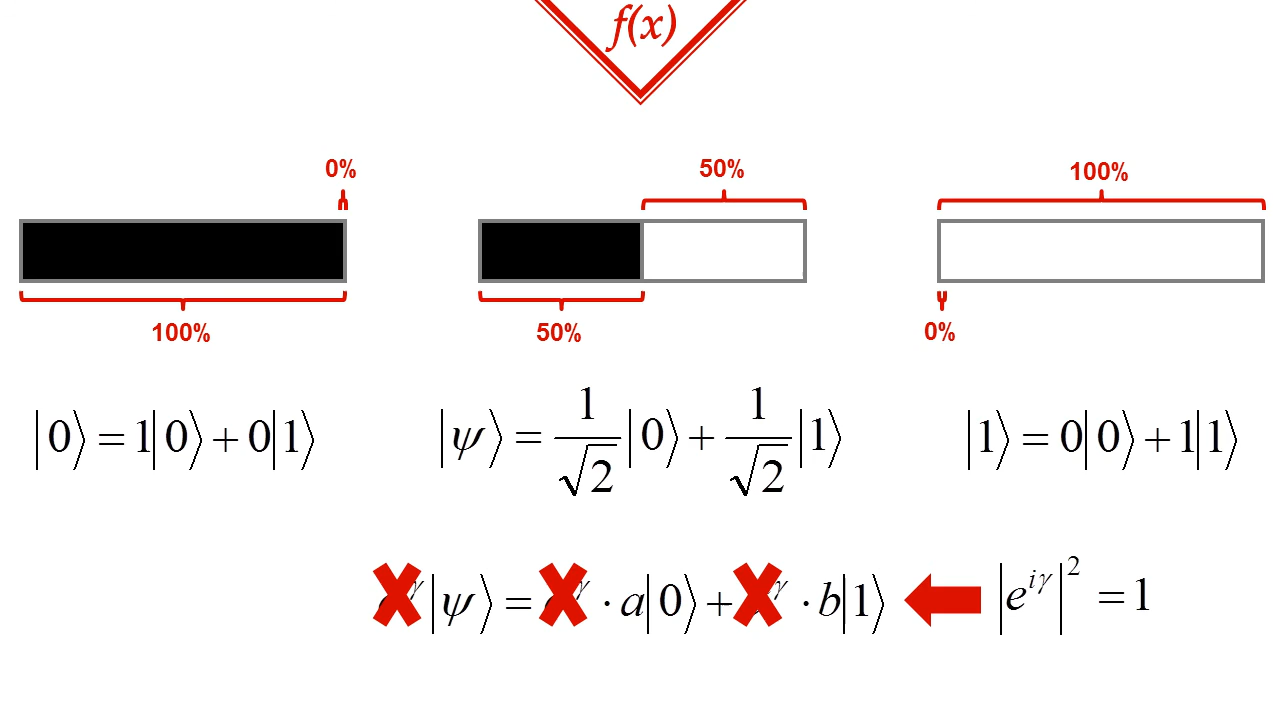 f(x)
0% 50% 100%
100% 50% 0%
|0⟩ = 1|0⟩ + 0|1⟩
|ψ⟩ = 1/√2 |0⟩ + 1/√2 |1⟩
|1⟩ = 0|0⟩ + 1|1⟩
|ψ⟩ = · a|0⟩ + · b|1⟩
|e^{iγ}|² = 1